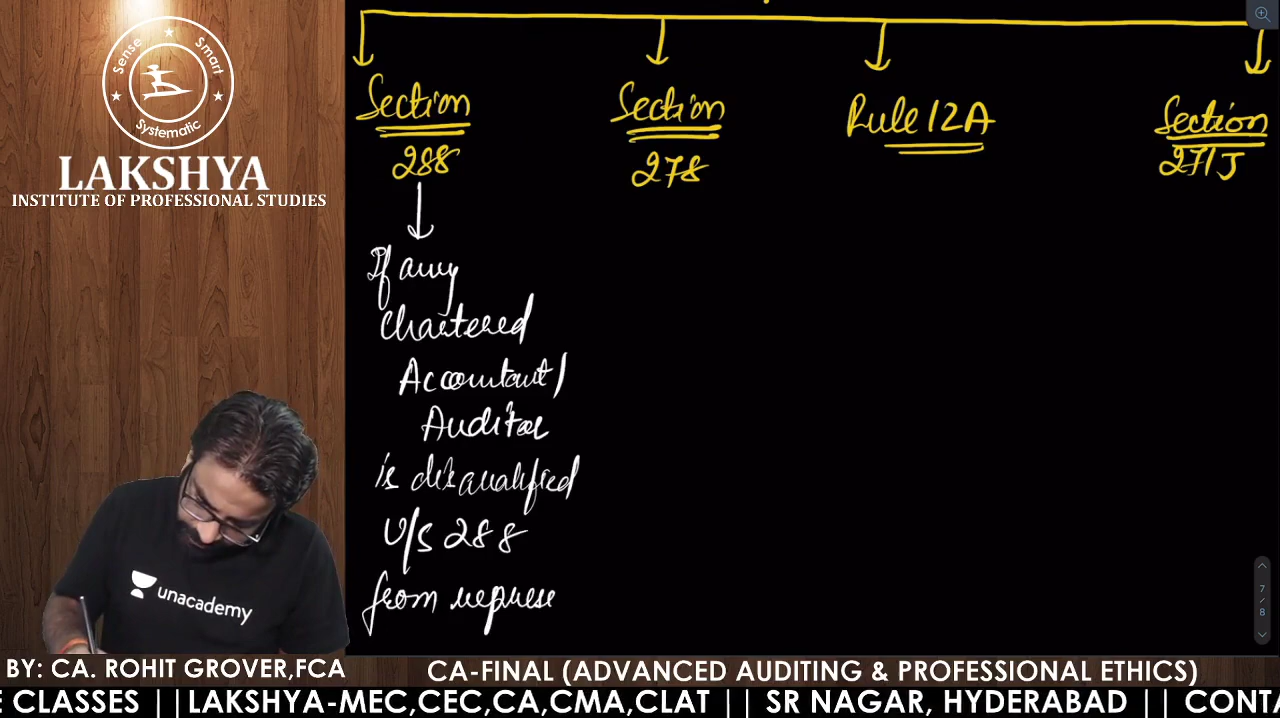 Sense
Smart
Systematic
LAKSHYA
INSTITUTE OF PROFESSIONAL STUDIES
Section
288
Section
278
Rule 12A
Section
271J
If any
Chartered
Accountant/
Auditor
is disqualified
U/S 288
from represe
unacademy
7
/
8
BY: CA. ROHIT GROVER,FCA
CA-FINAL (ADVANCED AUDITING & PROFESSIONAL ETHICS)
E CLASSES ||LAKSHYA-MEC,CEC,CA,CMA,CLAT || SR NAGAR, HYDERABAD || CONTA